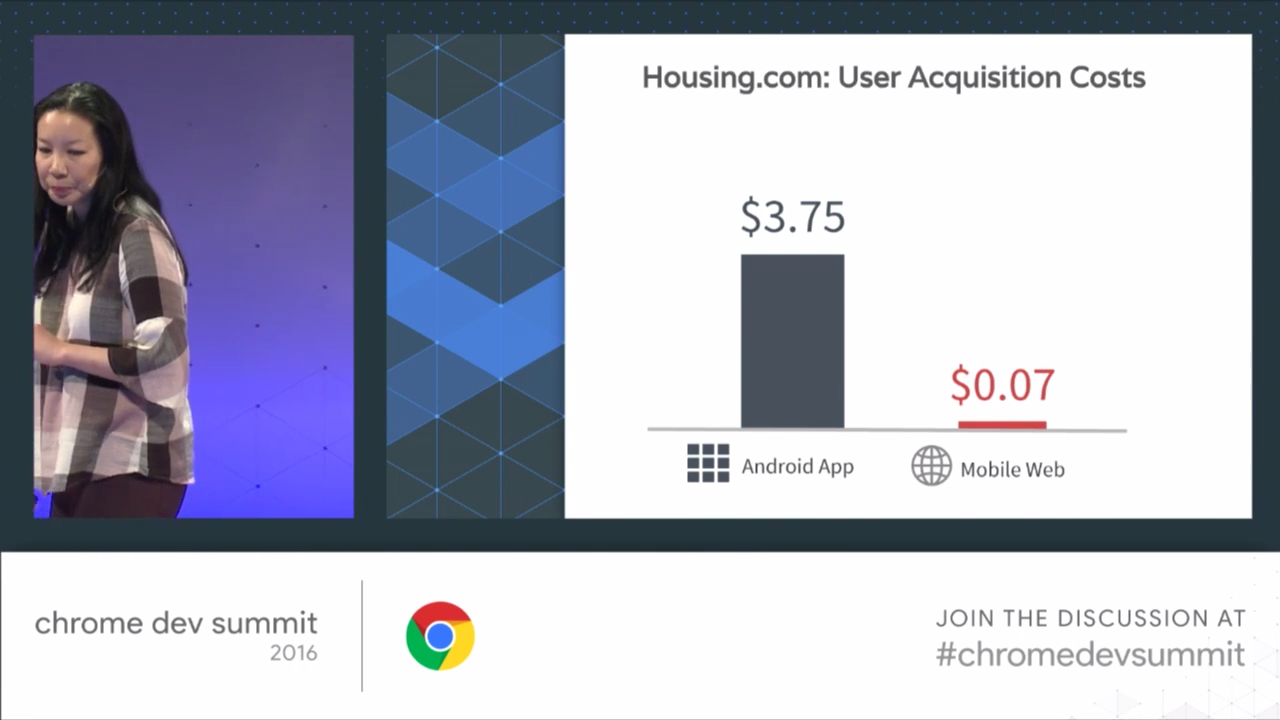 Housing.com: User Acquisition Costs
$3.75
$0.07
Android App
Mobile Web
chrome dev summit
2016
JOIN THE DISCUSSION AT
#chromedevsummit